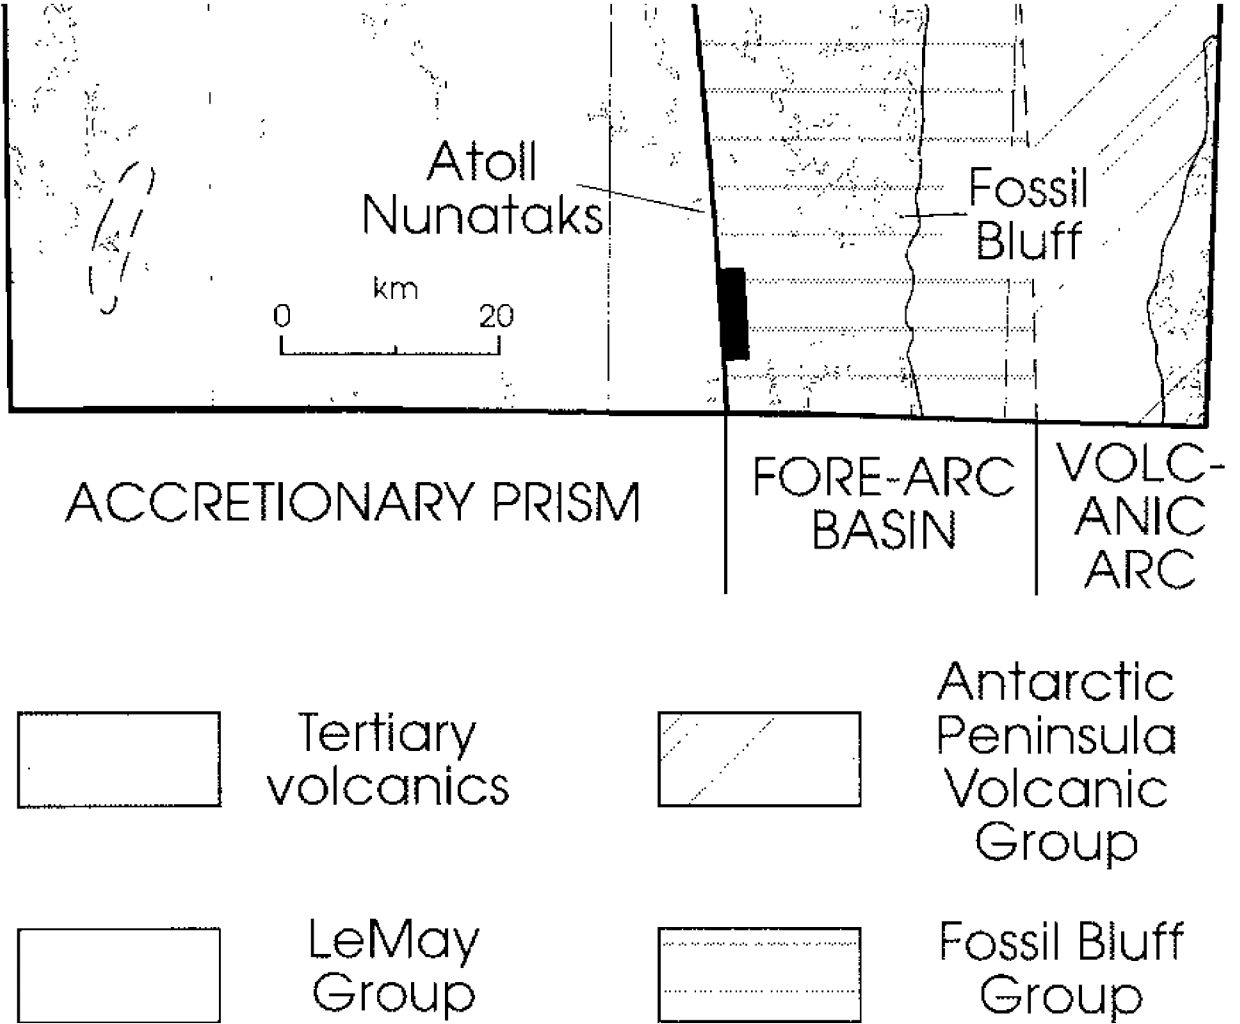 Atoll
Nunataks
Fossil
Bluff
km
0 20
ACCRETIONARY PRISM
FORE-ARC
BASIN
VOLC-
ANIC
ARC
Tertiary
volcanics
Antarctic
Peninsula
Volcanic
Group
LeMay
Group
Fossil Bluff
Group